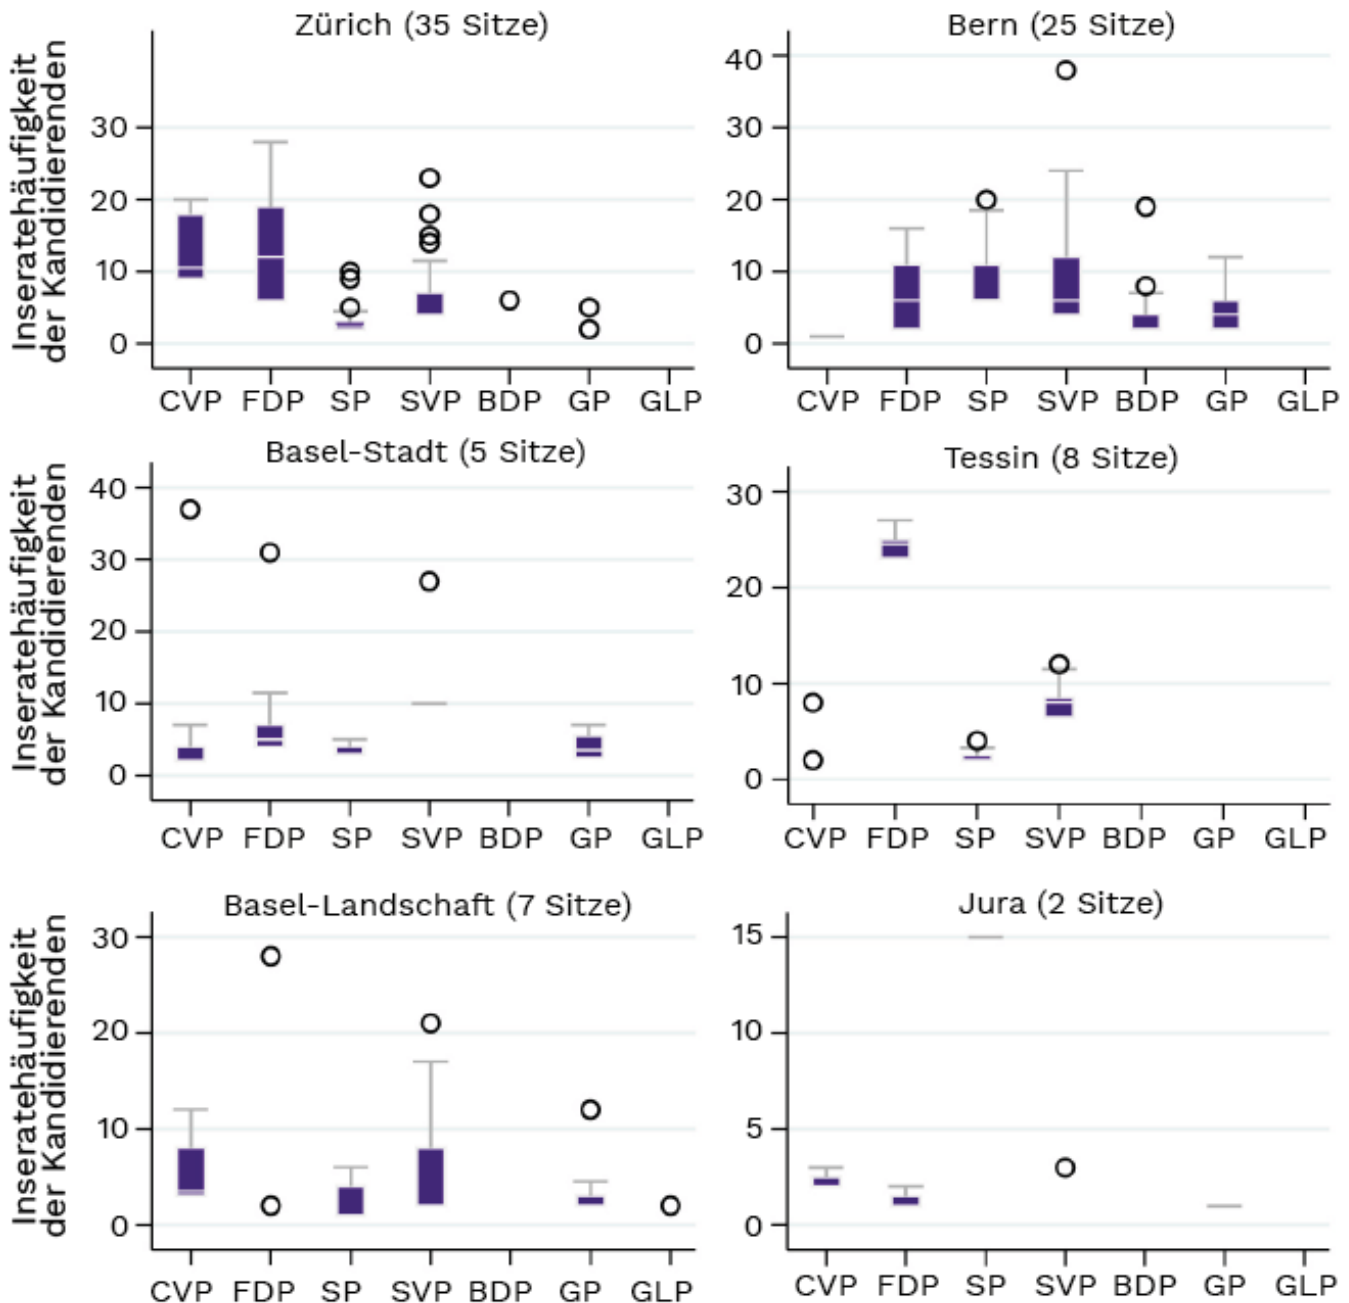 Zürich (35 Sitze)
Inseratehäufigkeit
der Kandidierenden
30
20
10
0
CVP FDP SP SVP BDP GP GLP
Bern (25 Sitze)
40
30
20
10
0
CVP FDP SP SVP BDP GP GLP
Basel-Stadt (5 Sitze)
Inseratehäufigkeit
der Kandidierenden
40
30
20
10
0
CVP FDP SP SVP BDP GP GLP
Tessin (8 Sitze)
30
20
10
0
CVP FDP SP SVP BDP GP GLP
Basel-Landschaft (7 Sitze)
Inseratehäufigkeit
der Kandidierenden
30
20
10
0
CVP FDP SP SVP BDP GP GLP
Jura (2 Sitze)
15
10
5
0
CVP FDP SP SVP BDP GP GLP